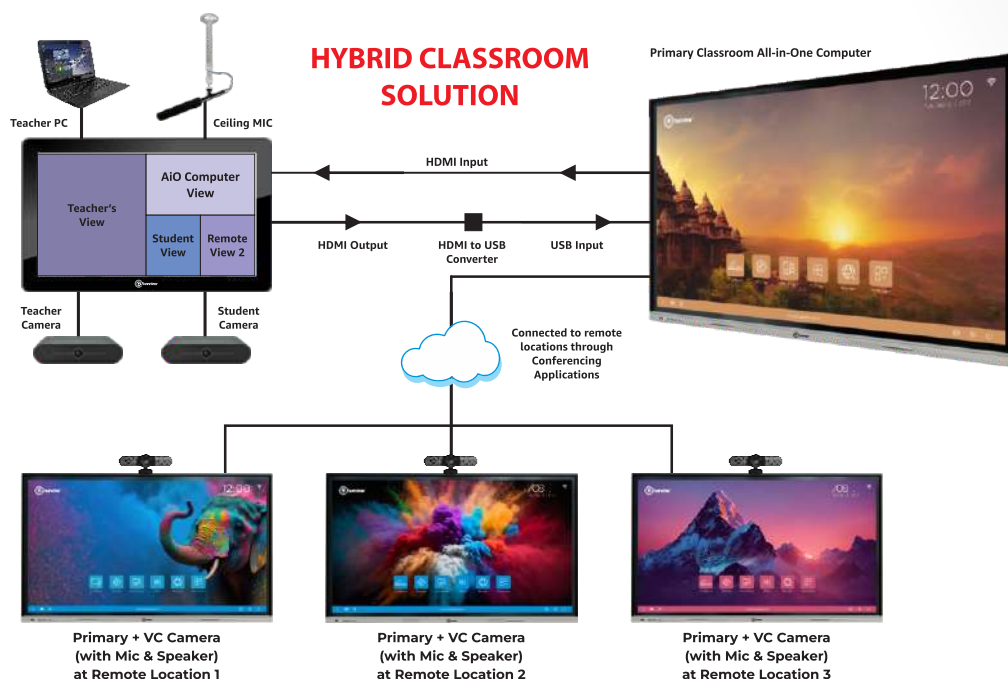 HYBRID CLASSROOM
SOLUTION
Primary Classroom All-in-One Computer
Teacher PC
Ceiling MIC
12:00
HDMI Input
AiO Computer
View
Teacher's
View
Student
View
Remote
View 2
HDMI Output
HDMI to USB
Converter
USB Input
Teacher
Camera
Student
Camera
Connected to remote
locations through
Conferencing
Applications
12:00
Primary + VC Camera
(with Mic & Speaker)
at Remote Location 1
Primary + VC Camera
(with Mic & Speaker)
at Remote Location 2
Primary + VC Camera
(with Mic & Speaker)
at Remote Location 3